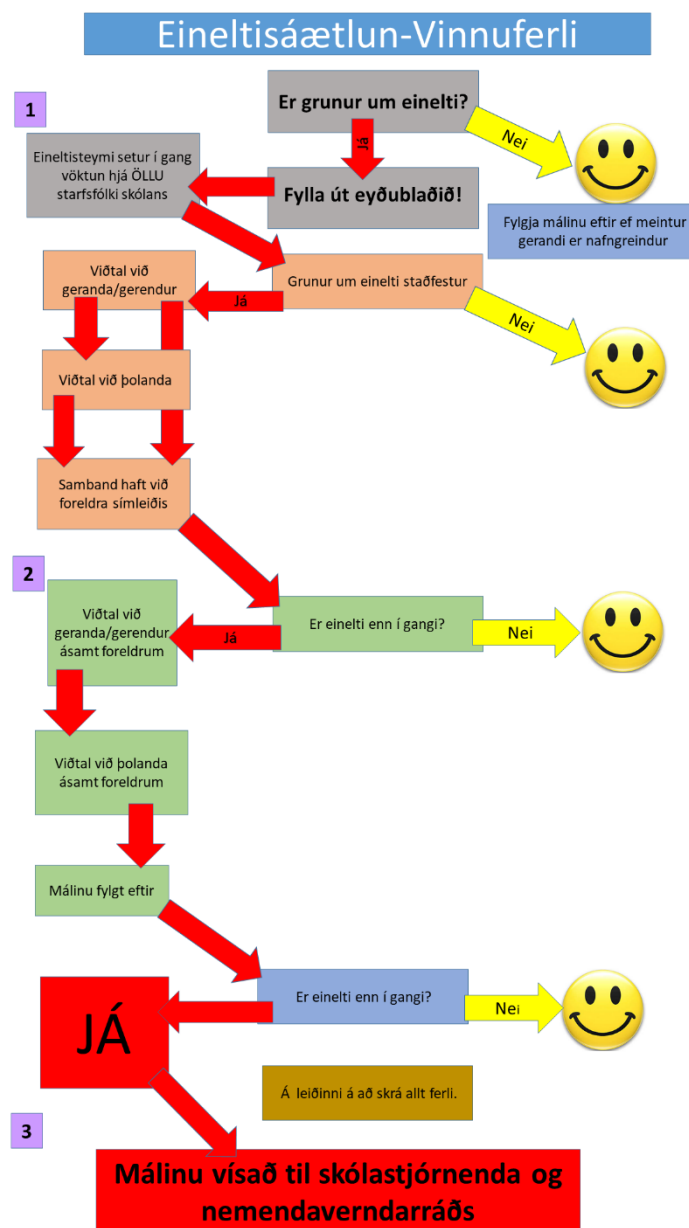 Eineltisáætlun-Vinnuferli
1
Er grunur um einelti?
Nei
Já
Eineltisteymi setur í gang
vöktun hjá ÖLLU
starfsfólki skólans
Fylla út eyðublaðið!
Fylgja málinu eftir ef meintur
gerandi er nafngreindur
Viðtal við
geranda/gerendur
Já
Grunur um einelti staðfestur
Nei
Viðtal við þolanda
Samband haft við
foreldra símleiðis
2
Viðtal við
geranda/gerendur
ásamt foreldrum
Já
Er einelti enn í gangi?
Nei
Viðtal við þolanda
ásamt foreldrum
Málinu fylgt eftir
JÁ
Er einelti enn í gangi?
Nei
Á leiðinni á að skrá allt ferli.
3
Málinu vísað til skólastjórnenda og
nemendaverndarráðs